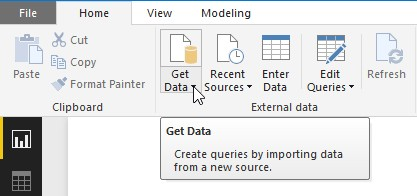 File
Home
View
Modeling
Paste
Cut
Copy
Format Painter
Clipboard
Get
Data
Recent
Sources
Enter
Data
Edit
Queries
Refresh
External data
Get Data
Create queries by importing data
from a new source.